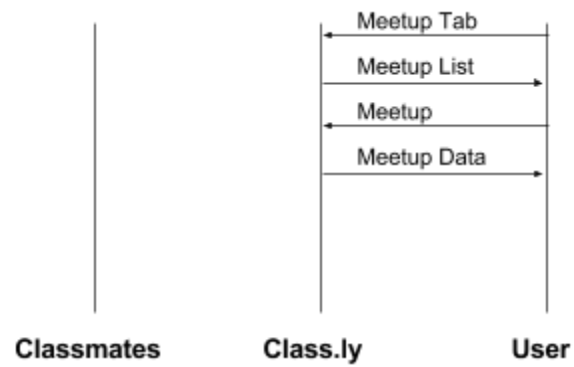 Meetup Tab
Meetup List
Meetup
Meetup Data
Classmates Class.ly User